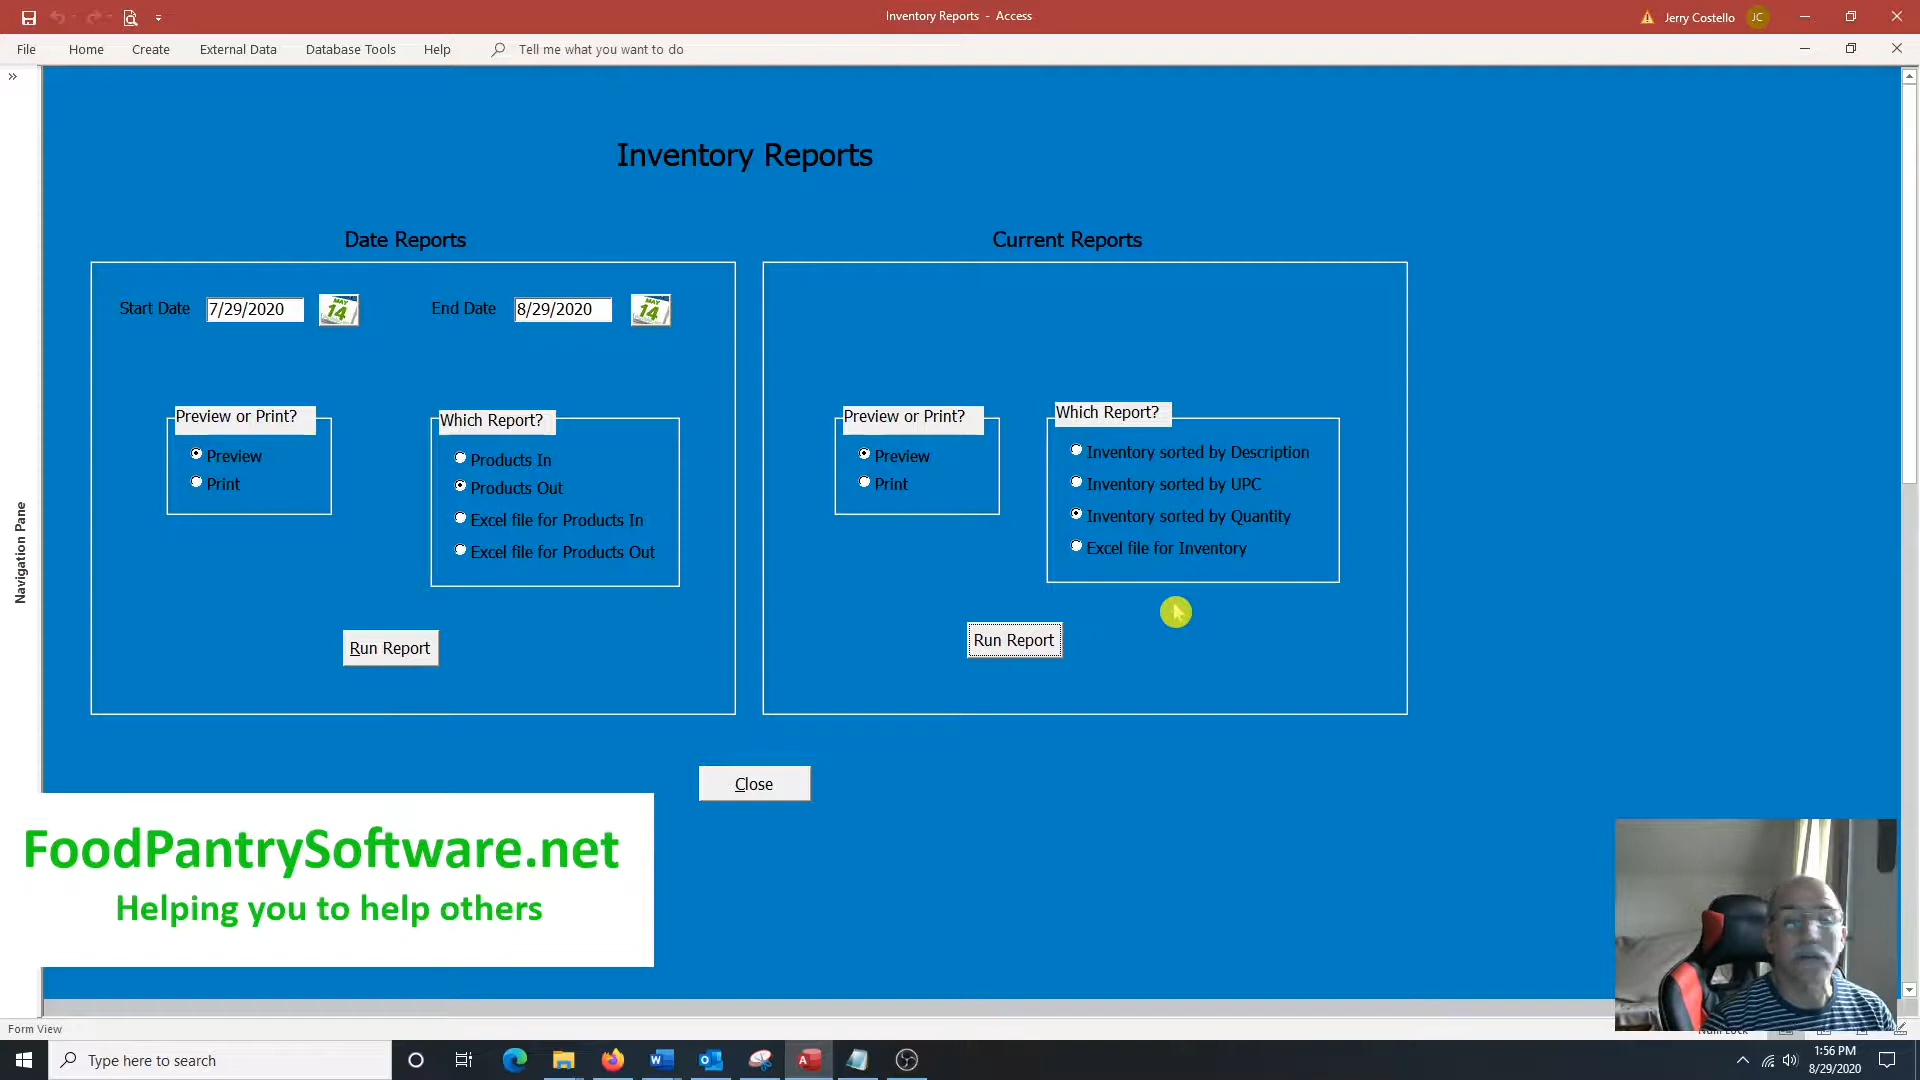 Inventory Reports - Access
Jerry Costello
JC
File
Home
Create
External Data
Database Tools
Help
Tell me what you want to do
Navigation Pane
Inventory Reports
Date Reports
Current Reports
Start Date
7/29/2020
MAY
14
End Date
8/29/2020
MAY
14
Preview or Print?
Preview
Print
Which Report?
Products In
Products Out
Excel file for Products In
Excel file for Products Out
Run Report
Preview or Print?
Preview
Print
Which Report?
Inventory sorted by Description
Inventory sorted by UPC
Inventory sorted by Quantity
Excel file for Inventory
Run Report
Close
FoodPantrySoftware.net
Helping you to help others
Form View
Type here to search
1:56 PM
8/29/2020